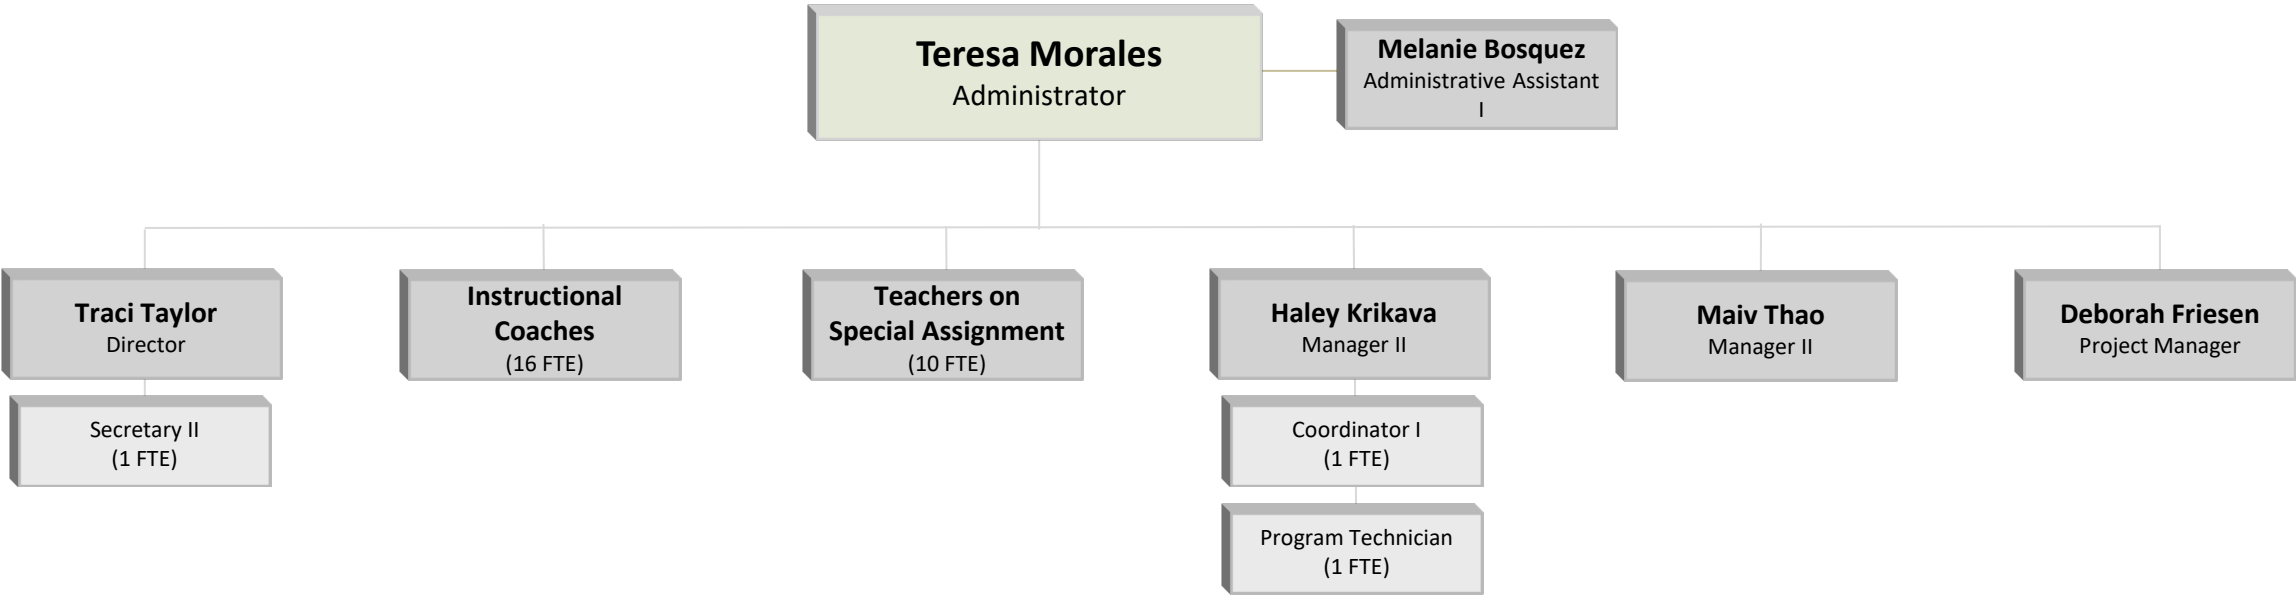 Teresa Morales
Administrator
Melanie Bosquez
Administrative Assistant
I
Traci Taylor
Director
Instructional
Coaches
(16 FTE)
Teachers on
Special Assignment
(10 FTE)
Haley Krikava
Manager II
Maiv Thao
Manager II
Deborah Friesen
Project Manager
Secretary II
(1 FTE)
Coordinator I
(1 FTE)
Program Technician
(1 FTE)